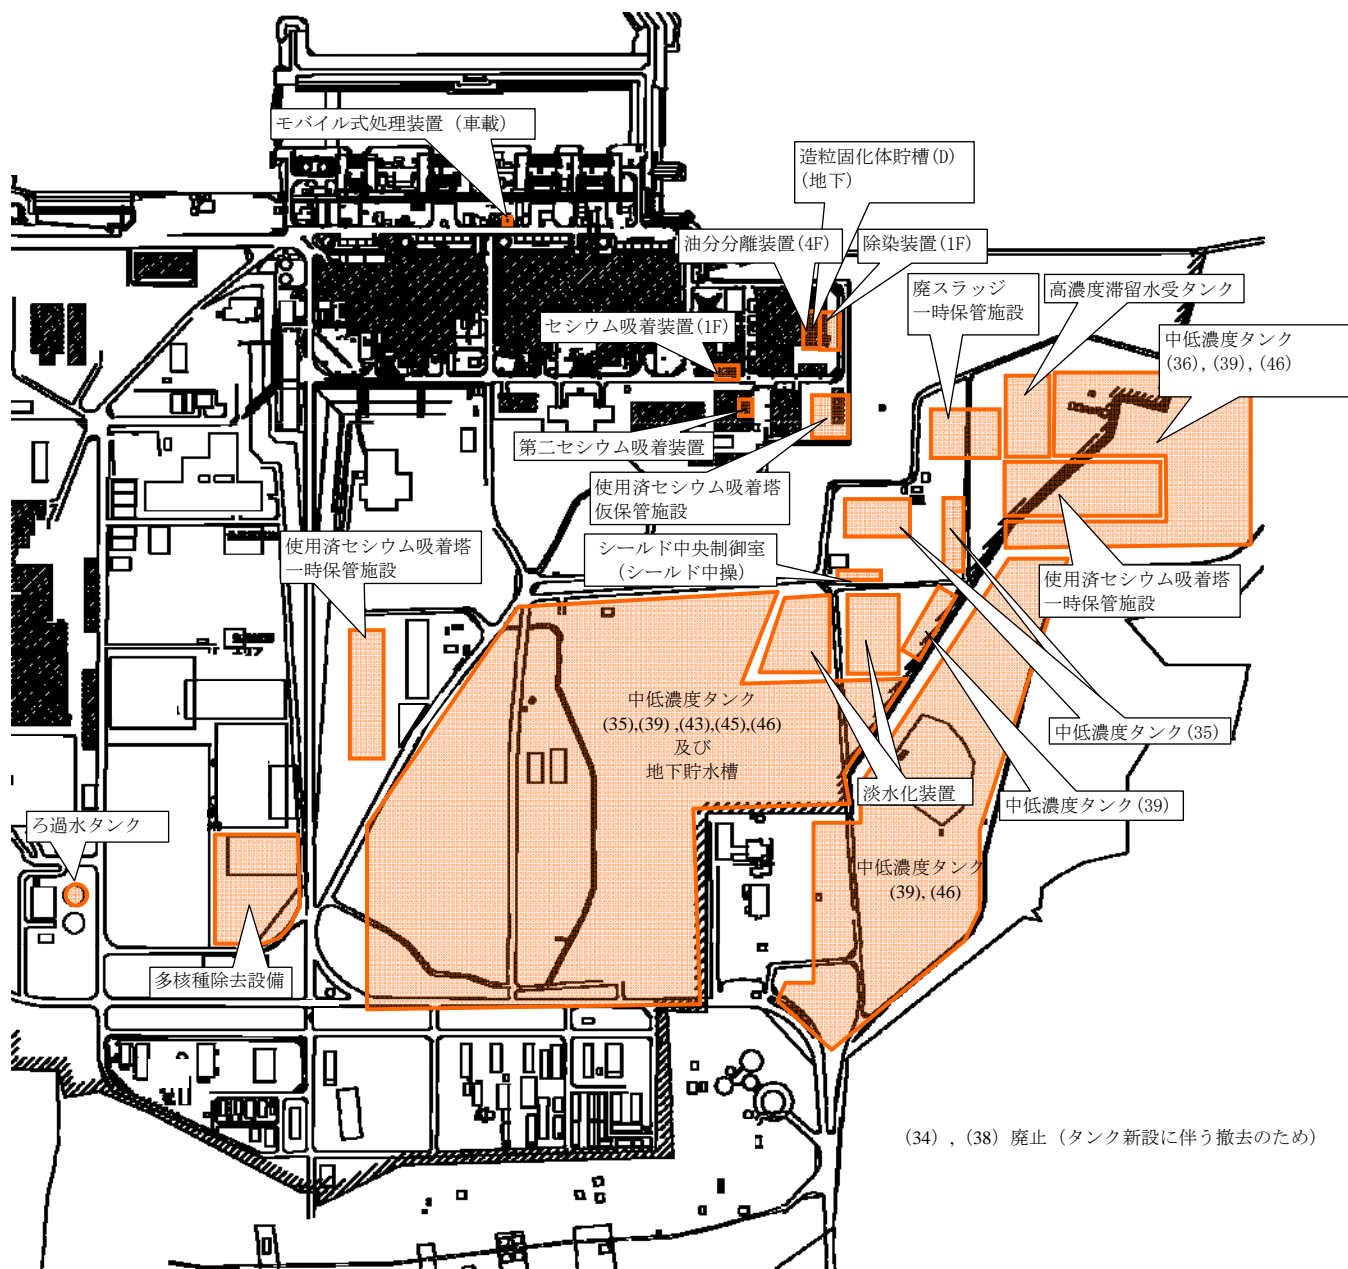 モバイル式処理装置（車載）
造粒固化体貯槽(D)
(地下)
油分分離装置(4F)
除染装置(1F)
廃スラッジ
一時保管施設
高濃度滞留水受タンク
中低濃度タンク
(36), (39), (46)
セシウム吸着装置(1F)
第二セシウム吸着装置
使用済セシウム吸着塔
仮保管施設
シールド中央制御室
（シールド中操）
使用済セシウム吸着塔
一時保管施設
使用済セシウム吸着塔
一時保管施設
中低濃度タンク
(35),(39) ,(43),(45),(46)
及び
地下貯水槽
中低濃度タンク(35)
淡水化装置
中低濃度タンク(39)
ろ過水タンク
中低濃度タンク
(39), (46)
多核種除去設備
（34），（38）廃止（タンク新設に伴う撤去のため）